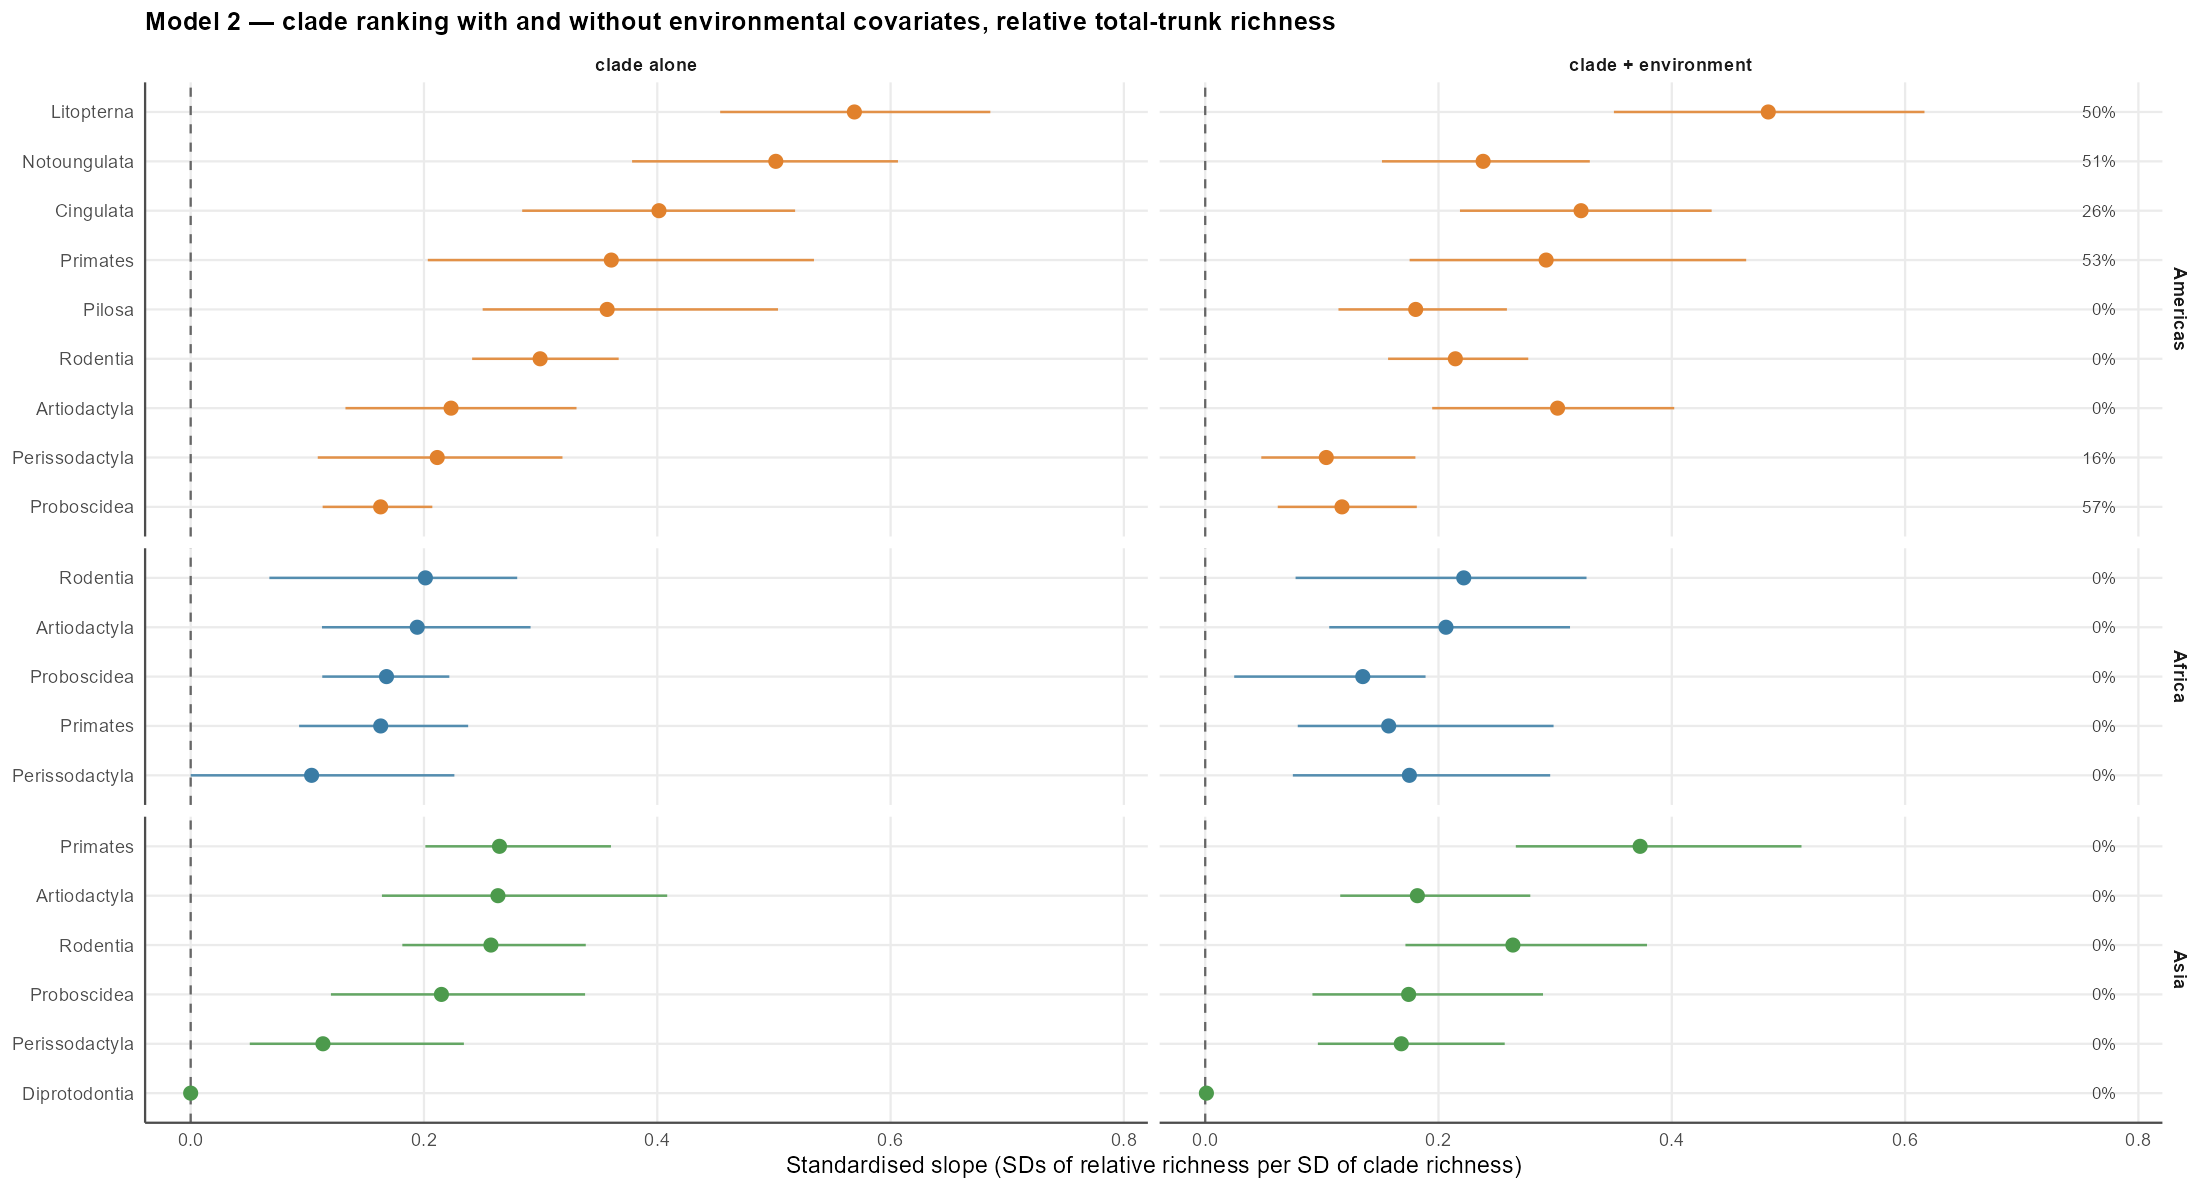 Model 2 — clade ranking with and without environmental covariates, relative total-trunk richness
clade alone
clade + environment
Litopterna
50%
Notoungulata
51%
Cingulata
26%
Primates
53%
Pilosa
0%
Rodentia
0%
Artiodactyla
0%
Perissodactyla
16%
Proboscidea
57%
Americas
Rodentia
0%
Artiodactyla
0%
Proboscidea
0%
Primates
0%
Perissodactyla
0%
Africa
Primates
0%
Artiodactyla
0%
Rodentia
0%
Proboscidea
0%
Perissodactyla
0%
Diprotodontia
0%
Asia
0.0 0.2 0.4 0.6 0.8
0.0 0.2 0.4 0.6 0.8
Standardised slope (SDs of relative richness per SD of clade richness)